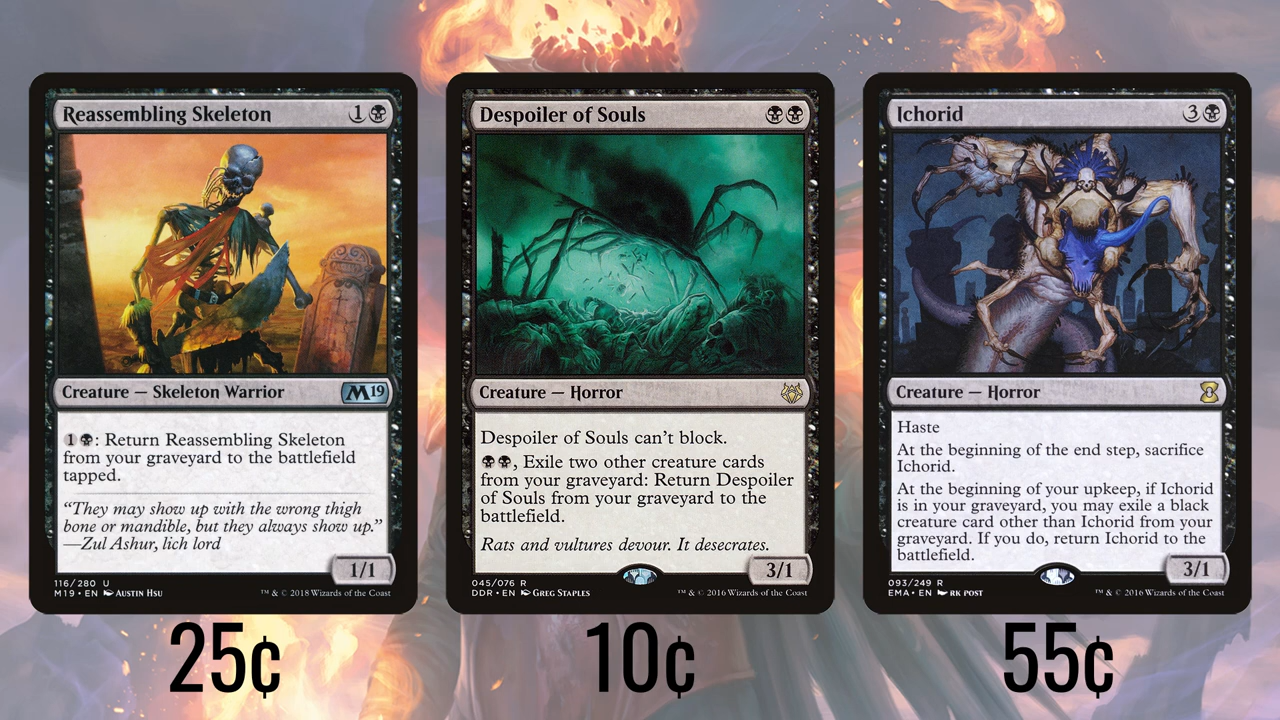 Reassembling Skeleton 1
Creature — Skeleton Warrior M19
1 : Return Reassembling Skeleton
from your graveyard to the battlefield
tapped.
“They may show up with the wrong thigh
bone or mandible, but they always show up.”
—Zul Ashur, lich lord
1/1
116/280 U
M19 • EN Austin Hsu ™ & © 2018 Wizards of the Coast
25¢
Despoiler of Souls
Creature — Horror
Despoiler of Souls can’t block.
, Exile two other creature cards
from your graveyard: Return Despoiler
of Souls from your graveyard to the
battlefield.
Rats and vultures devour. It desecrates.
3/1
045/076 R
DDR • EN Greg Staples ™ & © 2016 Wizards of the Coast
10¢
Ichorid 3
Creature — Horror
Haste
At the beginning of the end step, sacrifice
Ichorid.
At the beginning of your upkeep, if Ichorid
is in your graveyard, you may exile a black
creature card other than Ichorid from your
graveyard. If you do, return Ichorid to the
battlefield.
3/1
093/249 R
EMA • EN RK Post ™ & © 2016 Wizards of the Coast
55¢